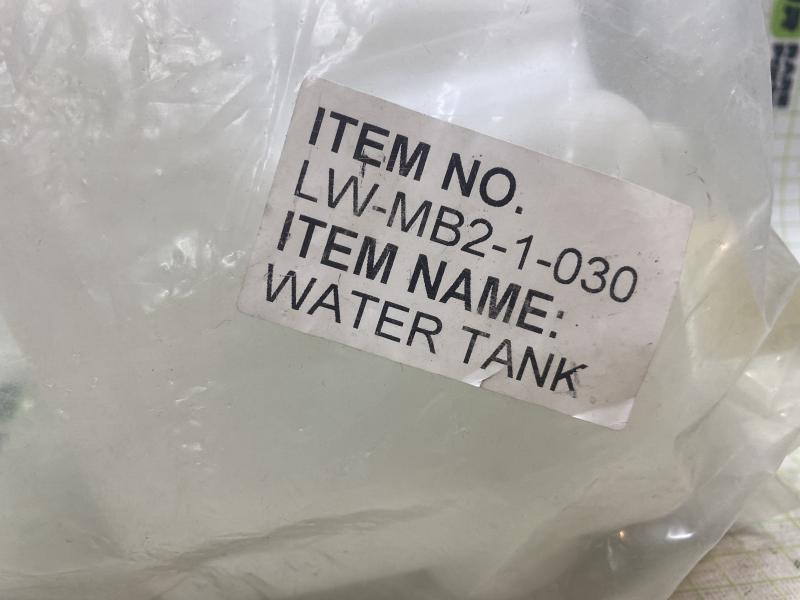 ITEM NO.
LW-MB2-1-030
ITEM NAME:
WATER TANK